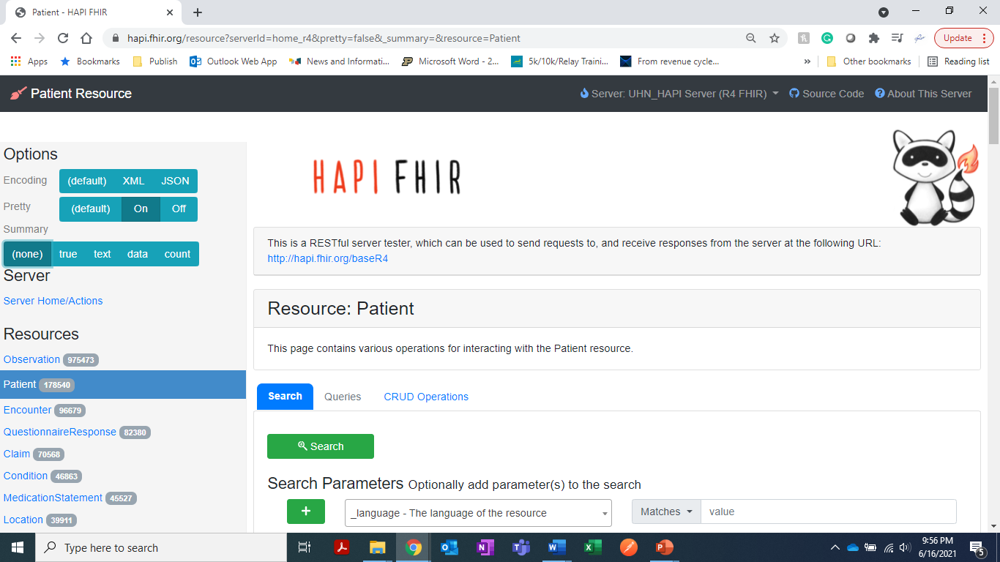 Patient - HAPI FHIR
hapi.fhir.org/resource?serverId=home_r4&pretty=false&_summary=&resource=Patient
Update
Apps Bookmarks Publish Outlook Web App News and Informati... Microsoft Word - 2... 5k/10k/Relay Traini... From revenue cycle... » Other bookmarks Reading list
Patient Resource Server: UHN_HAPI Server (R4 FHIR) Source Code About This Server
Options
Encoding (default) XML JSON
Pretty (default) On Off
Summary
(none) true text data count
Server
Server Home/Actions
Resources
Observation 975473
Patient 178540
Encounter 96679
QuestionnaireResponse 82380
Claim 70568
Condition 46863
MedicationStatement 45527
Location 39911
HAPI FHIR
This is a RESTful server tester, which can be used to send requests to, and receive responses from the server at the following URL:
http://hapi.fhir.org/baseR4
Resource: Patient
This page contains various operations for interacting with the Patient resource.
Search Queries CRUD Operations
Search
Search Parameters Optionally add parameter(s) to the search
+ _language - The language of the resource Matches value
Type here to search
9:56 PM
6/16/2021
5